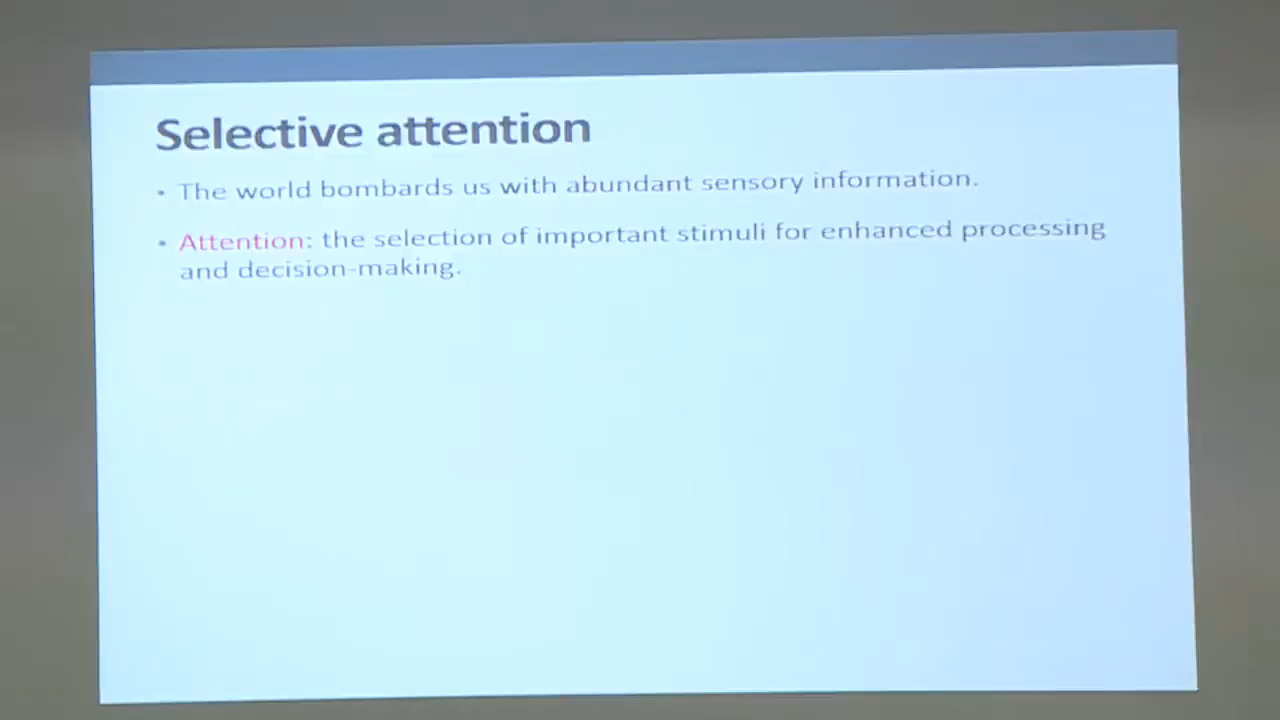 Selective attention
• The world bombards us with abundant sensory information.
• Attention: the selection of important stimuli for enhanced processing
and decision-making.